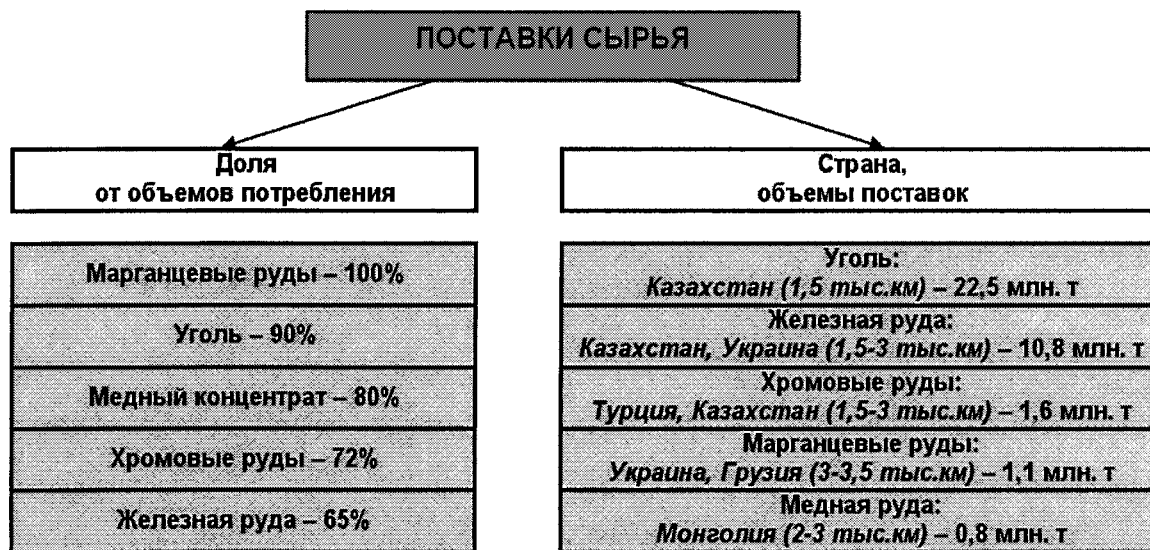 ПОСТАВКИ СЫРЬЯ
Доля
от объемов потребления
Марганцевые руды – 100%
Уголь – 90%
Медный концентрат – 80%
Хромовые руды – 72%
Железная руда – 65%
Страна,
объемы поставок
Уголь:
Казахстан (1,5 тыс.км) – 22,5 млн. т
Железная руда:
Казахстан, Украина (1,5-3 тыс.км) – 10,8 млн. т
Хромовые руды:
Турция, Казахстан (1,5-3 тыс.км) – 1,6 млн. т
Марганцевые руды:
Украина, Грузия (3-3,5 тыс.км) – 1,1 млн. т
Медная руда:
Монголия (2-3 тыс.км) – 0,8 млн. т